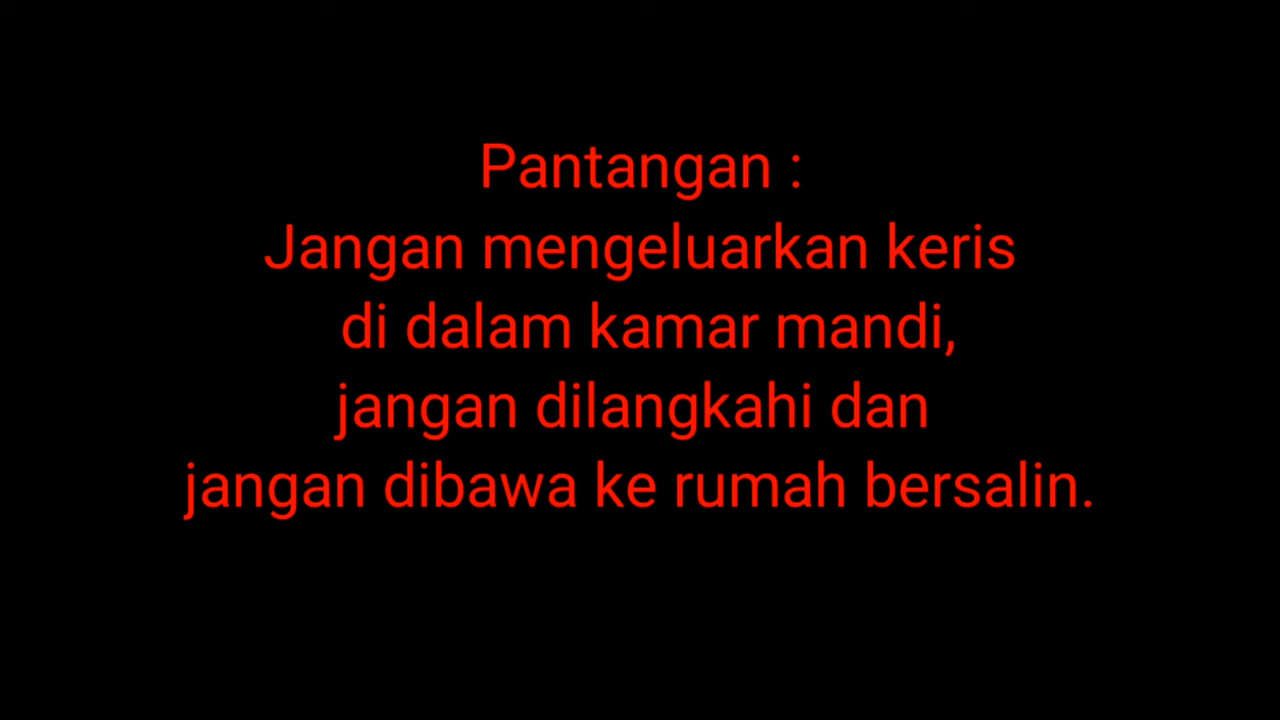 Pantangan :
Jangan mengeluarkan keris
di dalam kamar mandi,
jangan dilangkahi dan
jangan dibawa ke rumah bersalin.